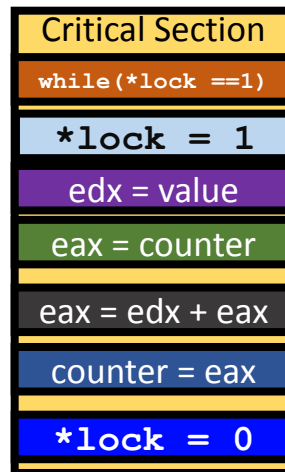 Critical Section
while(*lock ==1)
*lock = 1
edx = value
eax = counter
eax = edx + eax
counter = eax
*lock = 0